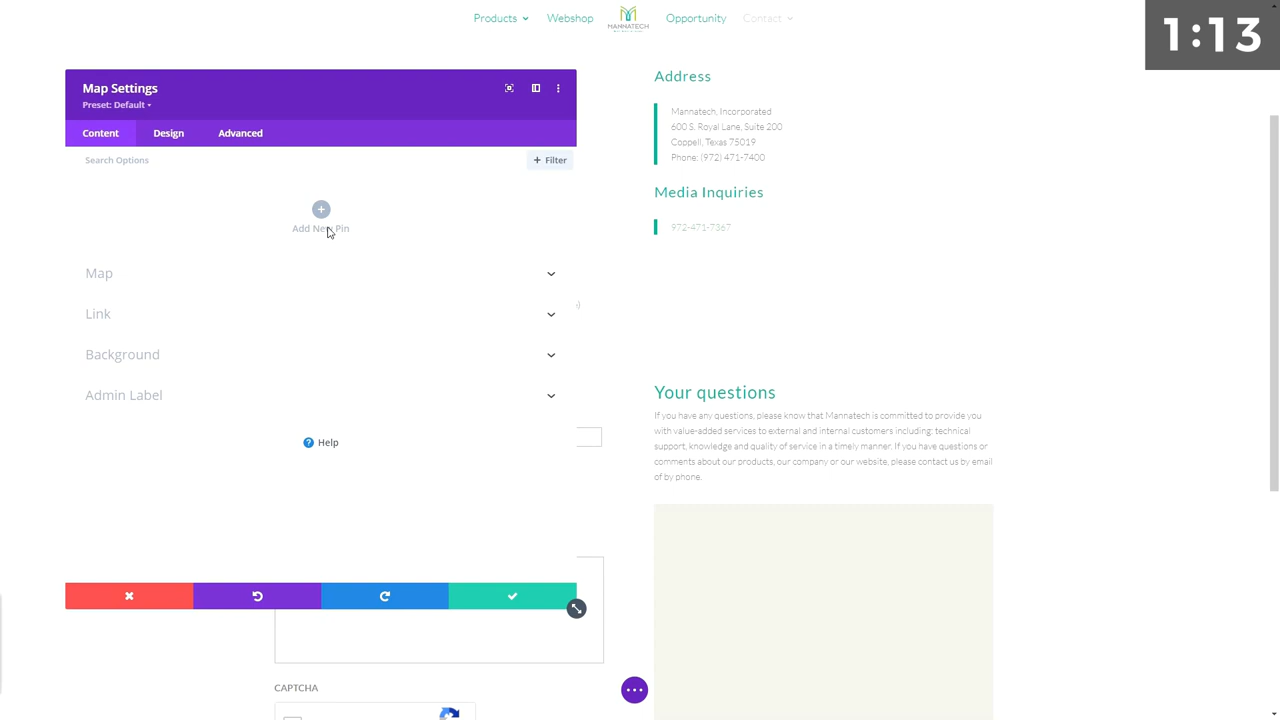 Products
Webshop
MANNATECH
Opportunity
Contact
1:13
Map Settings
Preset: Default
Content
Design
Advanced
Search Options
+ Filter
Add New Pin
Map
Link
Background
Admin Label
? Help
Address
Mannatech, Incorporated
600 S. Royal Lane, Suite 200
Coppell, Texas 75019
Phone: (972) 471-7400
Media Inquiries
972-471-7367
Your questions
If you have any questions, please know that Mannatech is committed to provide you
with value-added services to external and internal customers including: technical
support, knowledge and quality of service in a timely manner. If you have questions or
comments about our products, our company or our website, please contact us by email
of by phone.
CAPTCHA